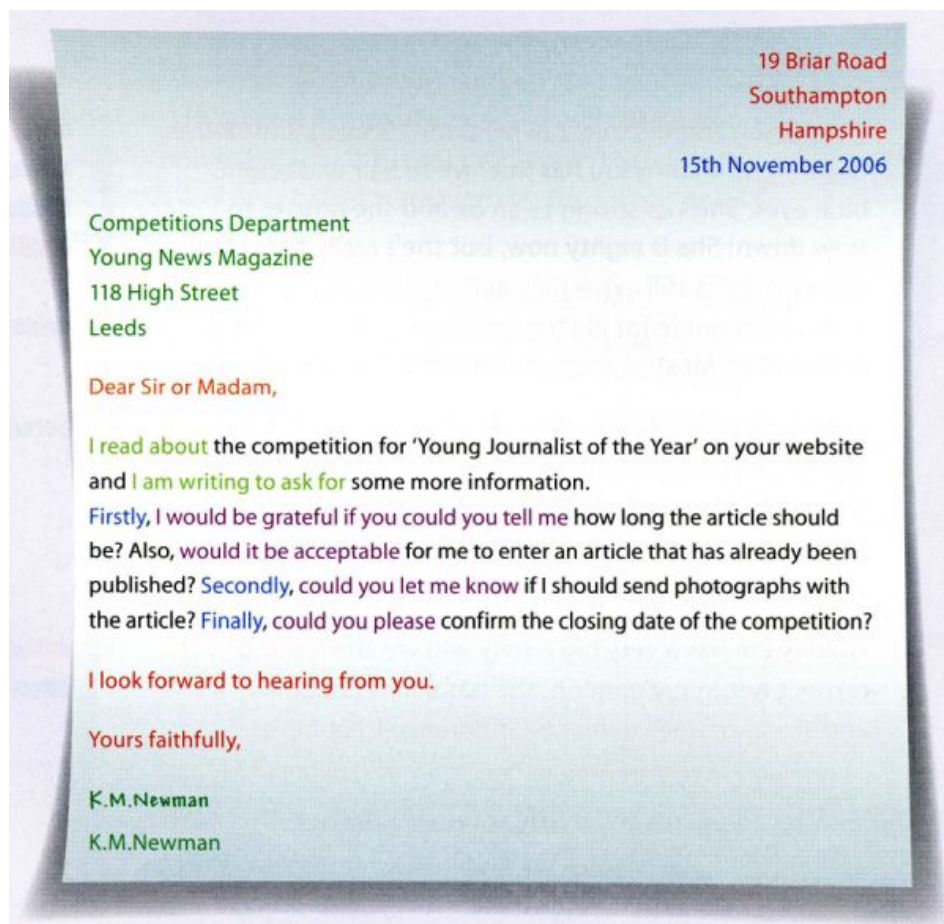 19 Briar Road
Southampton
Hampshire
15th November 2006
Competitions Department
Young News Magazine
118 High Street
Leeds
Dear Sir or Madam,
I read about the competition for ‘Young Journalist of the Year’ on your website
and I am writing to ask for some more information.
Firstly, I would be grateful if you could you tell me how long the article should
be? Also, would it be acceptable for me to enter an article that has already been
published? Secondly, could you let me know if I should send photographs with
the article? Finally, could you please confirm the closing date of the competition?
I look forward to hearing from you.
Yours faithfully,
K.M.Newman
K.M.Newman